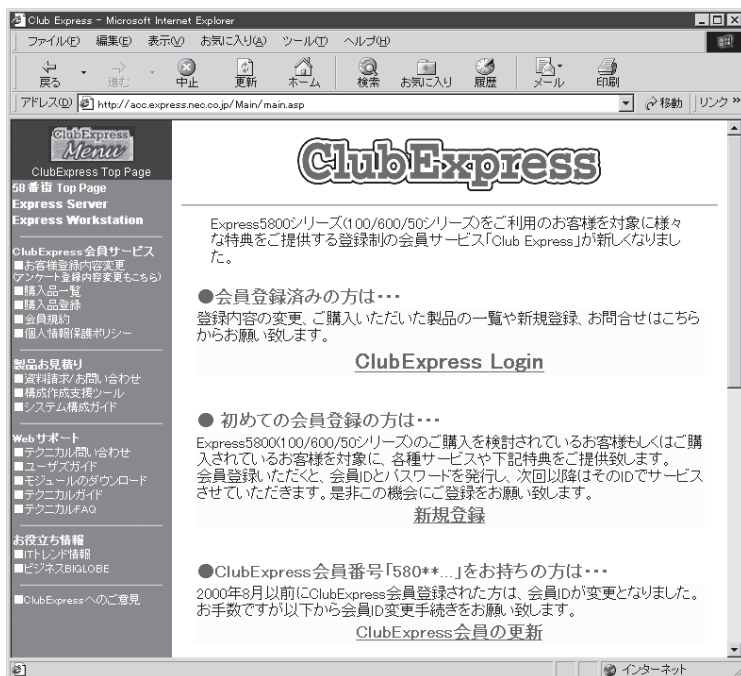 Club Express - Microsoft Internet Explorer
ファイル(F) 編集(E) 表示(V) お気に入り(A) ツール(T) ヘルプ(H)
戻る 進む 中止 更新 ホーム 検索 お気に入り 履歴 メール 印刷
アドレス(D) http://acc.express.nec.co.jp/Main/main.asp 移動 リンク »
ClubExpress
Menu
ClubExpress Top Page
58番街 Top Page
Express Server
Express Workstation
ClubExpress会員サービス
■お客様登録内容変更
(アンケート登録内容変更もこちら)
■購入品一覧
■購入品登録
■会員規約
■個人情報保護ポリシー
製品お見積り
■資料請求/お問い合わせ
■構成作成支援ツール
■システム構成ガイド
Webサポート
■テクニカル問い合わせ
■ユーザズガイド
■モジュールのダウンロード
■テクニカルガイド
■テクニカルFAQ
お役立ち情報
■ITトレンド情報
■ビジネスBIGLOBE
■ClubExpressへのご意見
ClubExpress
Express5800シリーズ(100/600/50シリーズ)をご利用のお客様を対象に様々
な特典をご提供する登録制の会員サービス「Club Express」が新しくなりまし
た。
●会員登録済みの方は・・・
登録内容の変更、ご購入いただいた製品の一覧や新規登録、お問合せはこちら
からお願い致します。
ClubExpress Login
● 初めての会員登録の方は・・・
Express5800(100/600/50シリーズ)のご購入を検討されているお客様もしくはご購
入されているお客様を対象に、各種サービスや下記特典をご提供致します。
会員登録いただくと、会員IDとパスワードを発行し、次回以降はそのIDでサービス
させていただきます。是非この機会にご登録をお願い致します。
新規登録
●ClubExpress会員番号「580**...」をお持ちの方は・・・
2000年8月以前にClubExpress会員登録された方は、会員IDが変更となりました。
お手数ですが以下から会員ID変更手続きをお願い致します。
ClubExpress会員の更新
インターネット